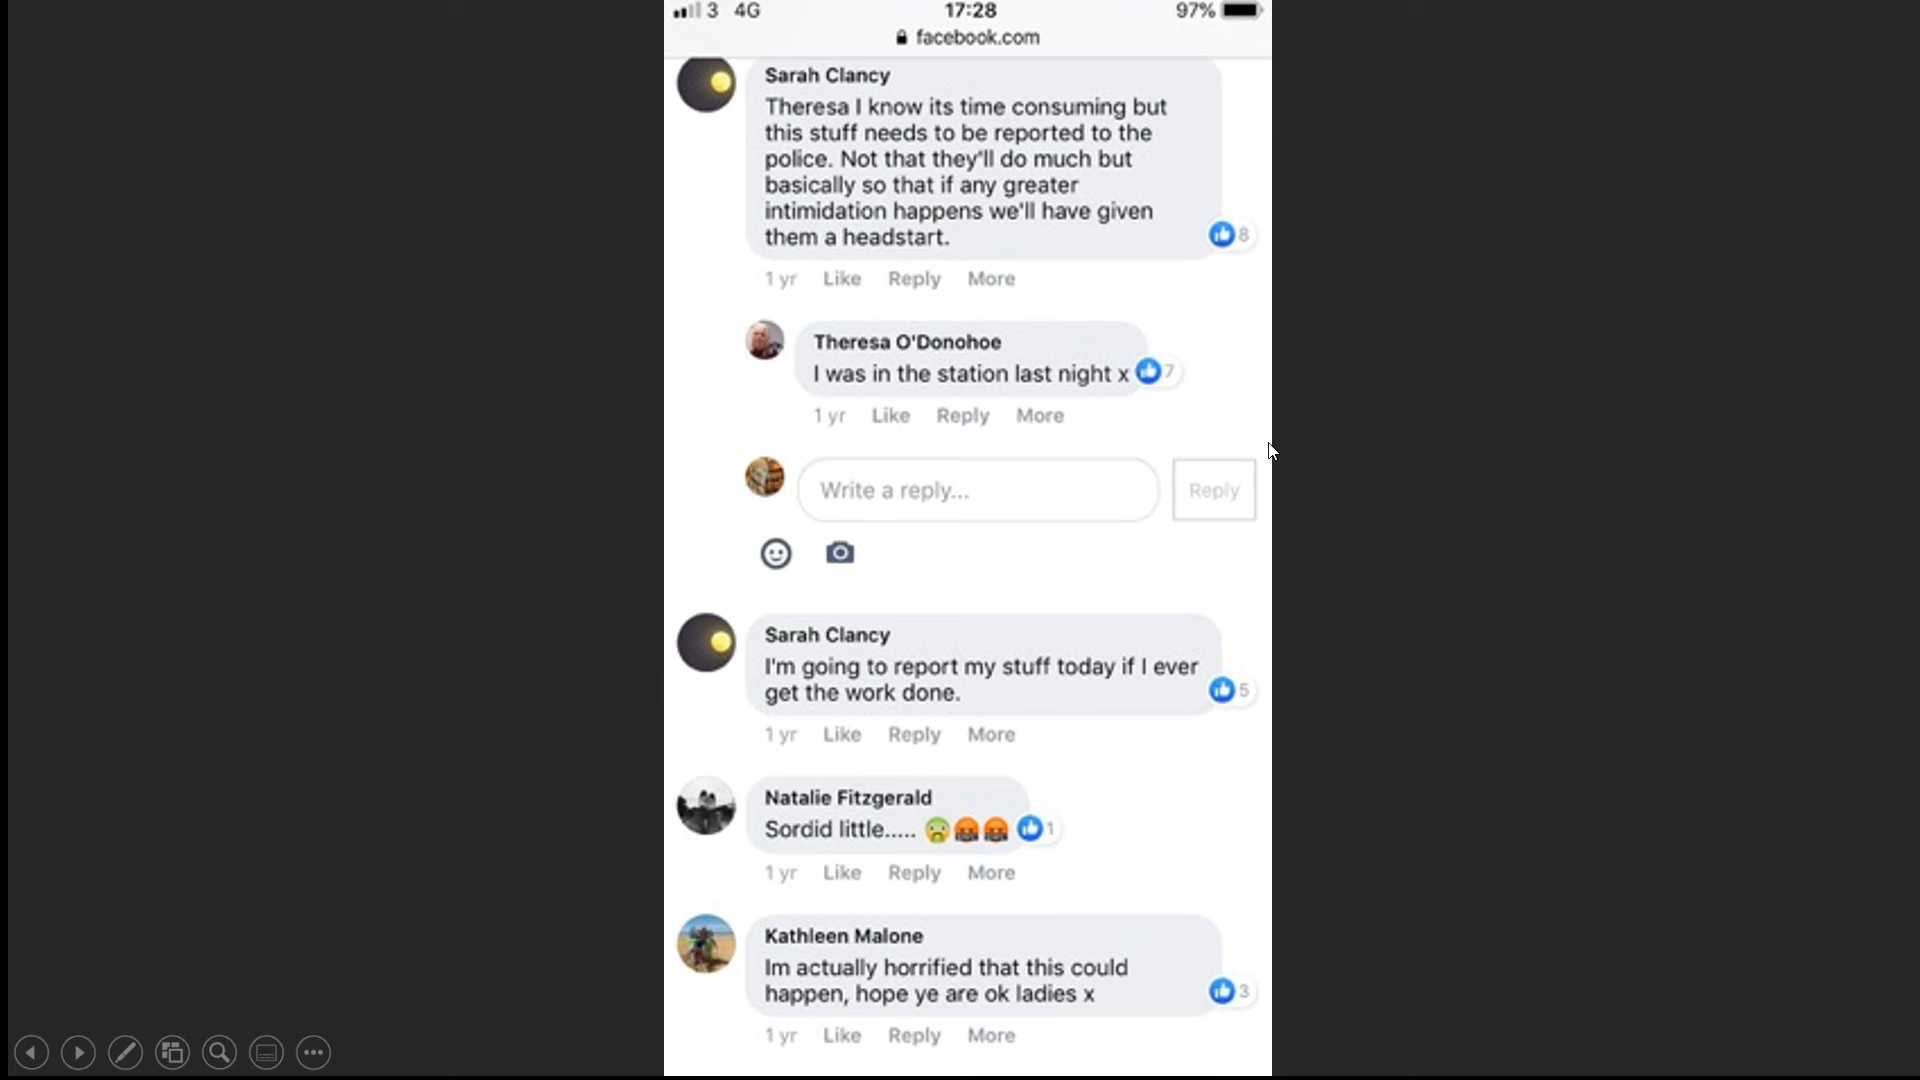 3 4G 17:28 97%
facebook.com
Sarah Clancy
Theresa I know its time consuming but
this stuff needs to be reported to the
police. Not that they'll do much but
basically so that if any greater
intimidation happens we'll have given
them a headstart.
8
1 yr Like Reply More
Theresa O'Donohoe
I was in the station last night x 7
1 yr Like Reply More
Write a reply... Reply
Sarah Clancy
I'm going to report my stuff today if I ever
get the work done.
5
1 yr Like Reply More
Natalie Fitzgerald
Sordid little..... 1
1 yr Like Reply More
Kathleen Malone
Im actually horrified that this could
happen, hope ye are ok ladies x
3
1 yr Like Reply More